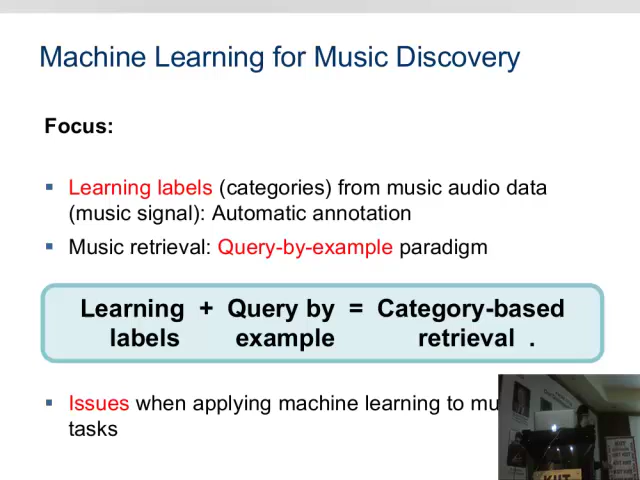 Machine Learning for Music Discovery
Focus:
Learning labels (categories) from music audio data
(music signal): Automatic annotation
Music retrieval: Query-by-example paradigm
Learning + Query by = Category-based
labels example retrieval .
Issues when applying machine learning to mu
tasks
KUT